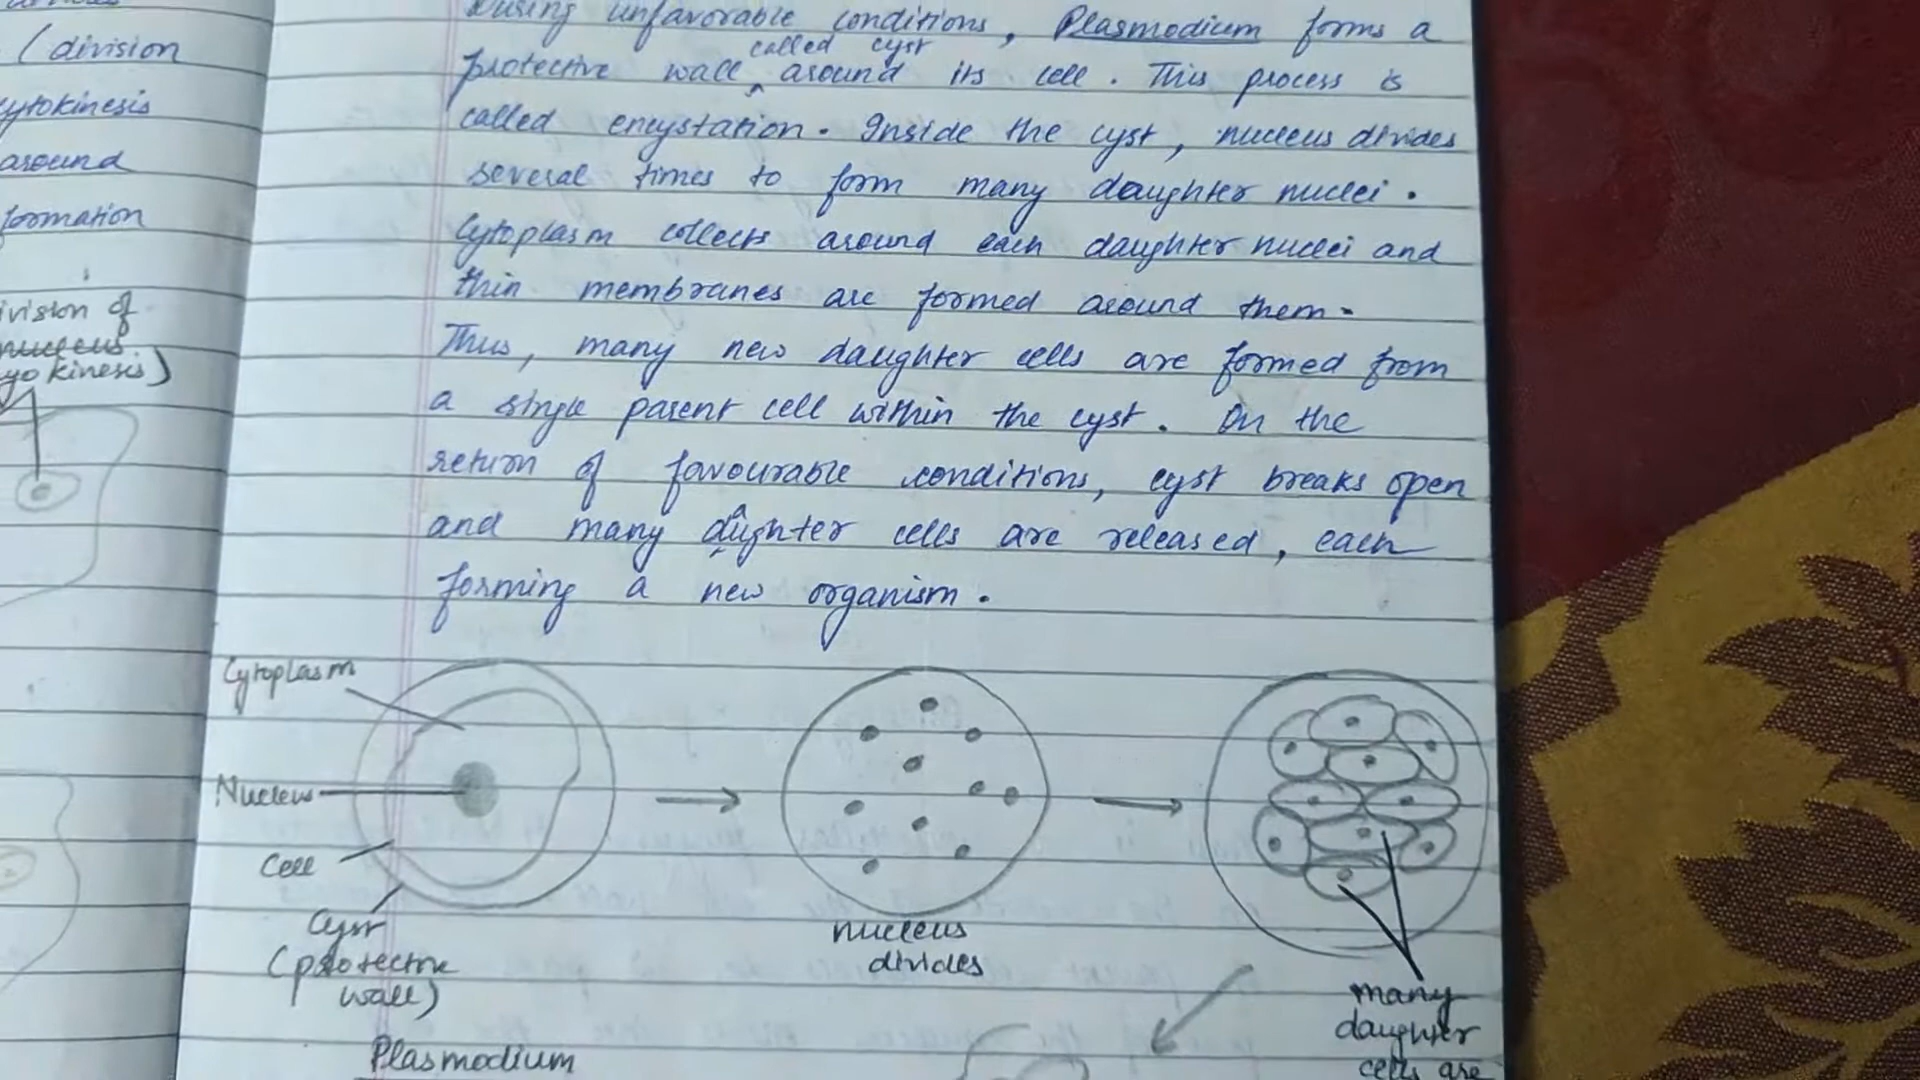 (division
cytokinesis
around
formation
ivision of
nucleus
yo kinesis)
During unfavorable conditions, Plasmodium forms a
called cyst
protective wall ^ around its cell. This process is
called encystation. Inside the cyst, nucleus divides
several times to form many daughter nuclei.
Cytoplasm collects around each daughter nuclei and
thin membranes are formed around them.
Thus, many new daughter cells are formed from
a single parent cell within the cyst. On the
return of favourable conditions, cyst breaks open
and many daughter cells are released, each
forming a new organism.
Cytoplasm
Nucleus
Cell
Cyst
(protective
wall)
Plasmodium
nucleus
divides
many
daughter
cells are